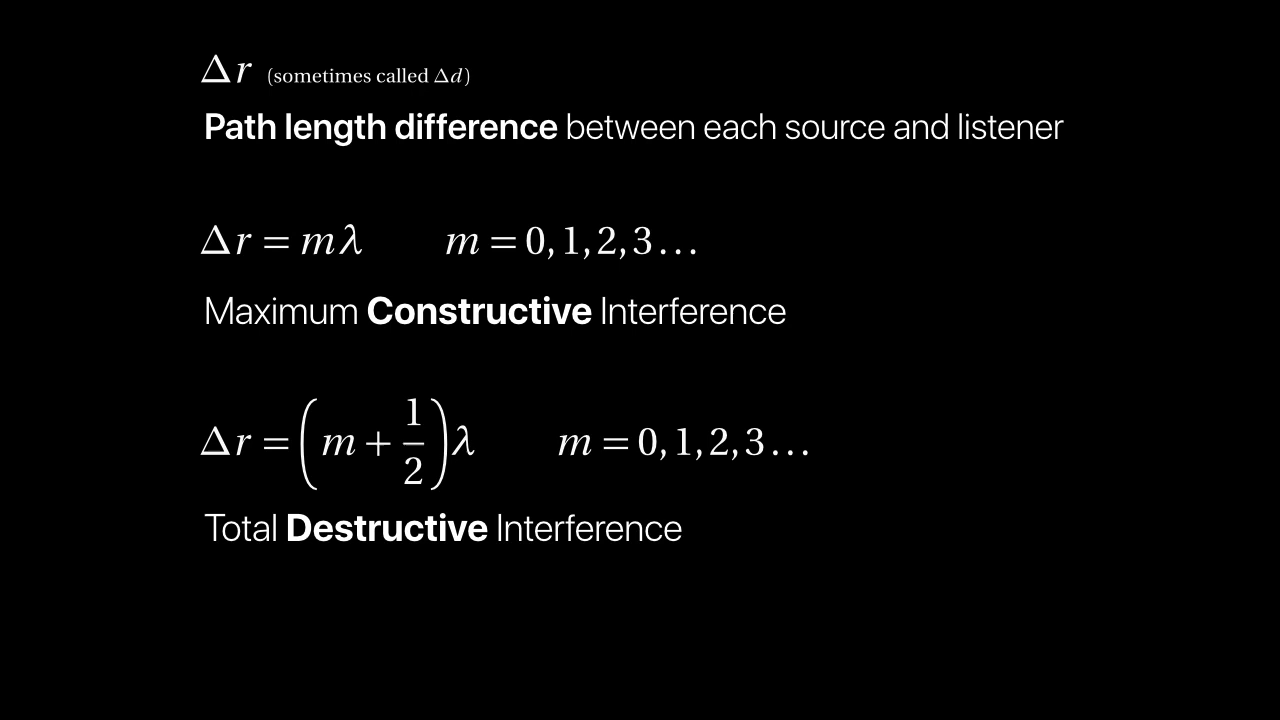 Δr (sometimes called Δd)
Path length difference between each source and listener
Δr = mλ m = 0, 1, 2, 3...
Maximum Constructive Interference
Δr = (m + 1/2)λ m = 0, 1, 2, 3...
Total Destructive Interference